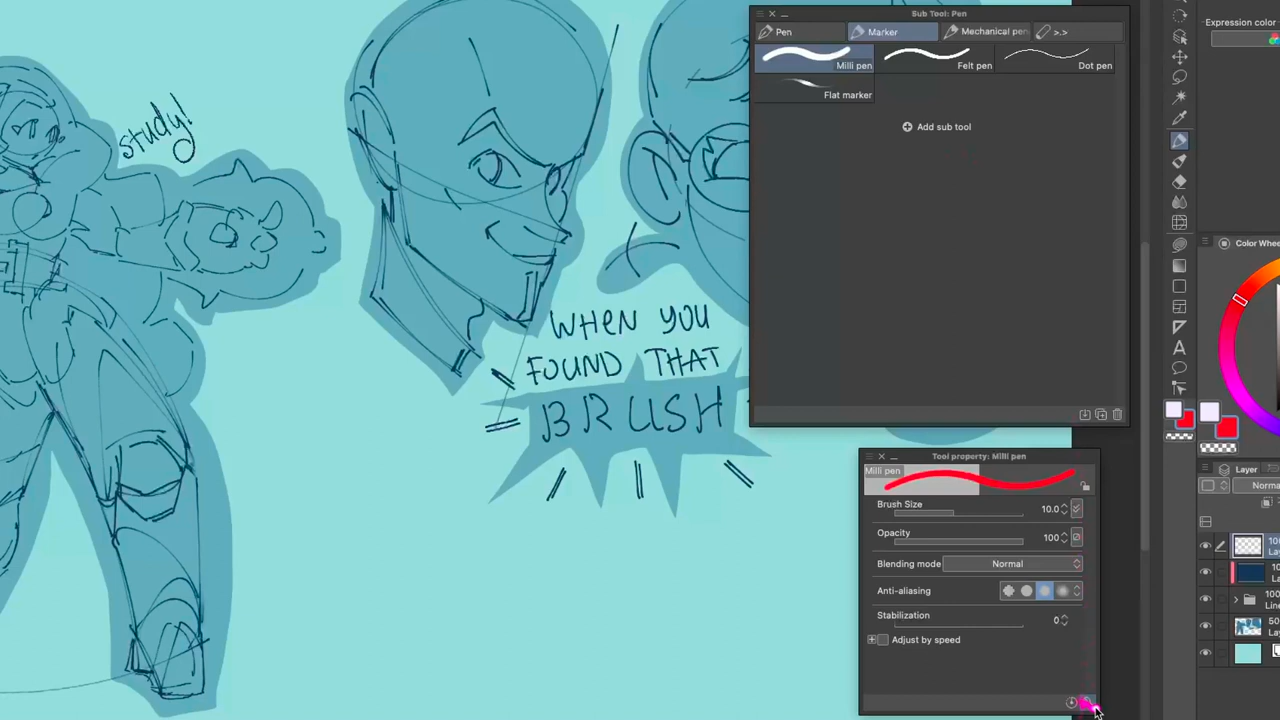 Sub Tool: Pen
Pen
Marker
Mechanical pen
>.>
Milli pen
Felt pen
Dot pen
Flat marker
Add sub tool
Expression color
study!
WHEN YOU
FOUND THAT
BRUSH
Color Whee
Tool property: Milli pen
Milli pen
Brush Size
10.0
Opacity
100
Blending mode
Normal
Anti-aliasing
Stabilization
0
Adjust by speed
A
Layer
Norma